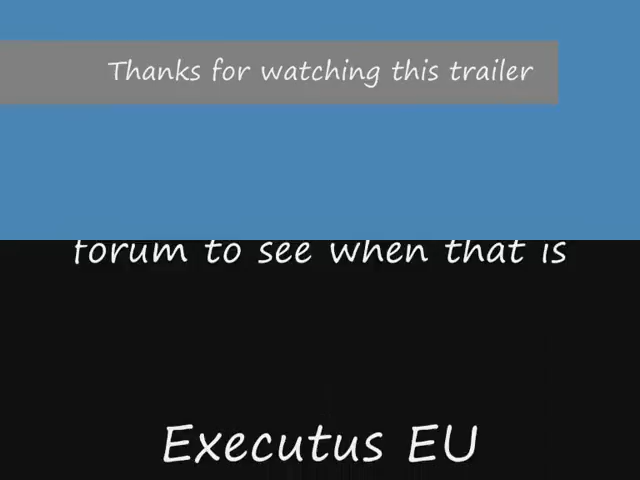 Thanks for watching this trailer
forum to see when that is
Executus EU